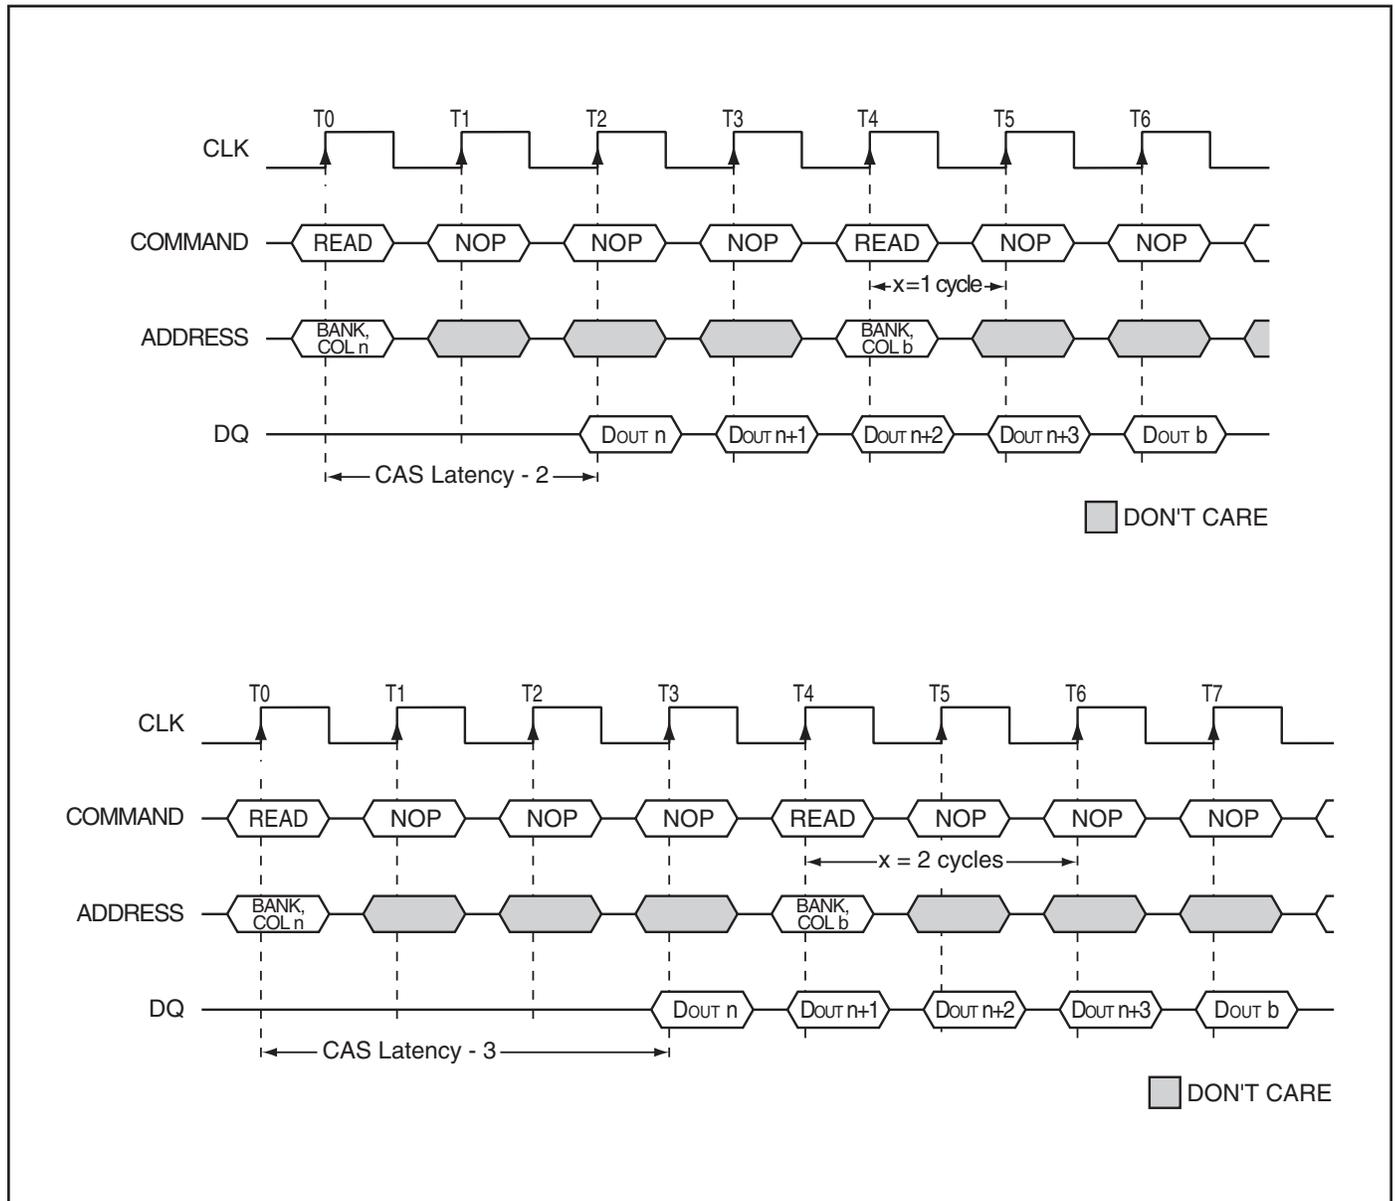 T0 T1 T2 T3 T4 T5 T6
CLK
COMMAND READ NOP NOP NOP READ NOP NOP
x=1 cycle
ADDRESS BANK, COL n BANK, COL b
DQ DOUT n DOUT n+1 DOUT n+2 DOUT n+3 DOUT b
CAS Latency - 2
DON'T CARE
T0 T1 T2 T3 T4 T5 T6 T7
CLK
COMMAND READ NOP NOP NOP READ NOP NOP NOP
x = 2 cycles
ADDRESS BANK, COL n BANK, COL b
DQ DOUT n DOUT n+1 DOUT n+2 DOUT n+3 DOUT b
CAS Latency - 3
DON'T CARE